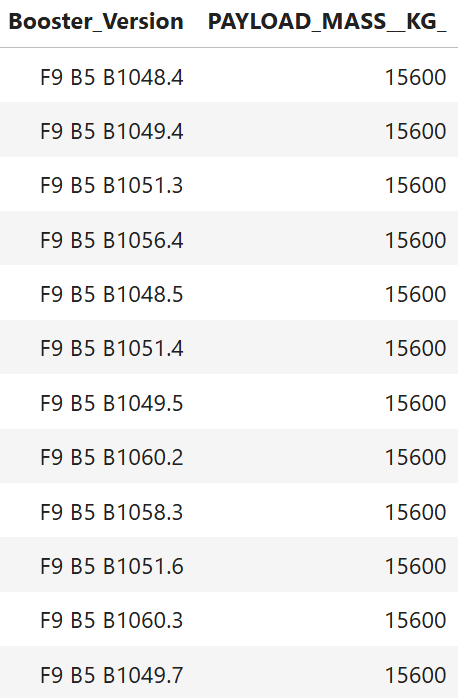 Booster_Version PAYLOAD_MASS__KG_
F9 B5 B1048.4 15600
F9 B5 B1049.4 15600
F9 B5 B1051.3 15600
F9 B5 B1056.4 15600
F9 B5 B1048.5 15600
F9 B5 B1051.4 15600
F9 B5 B1049.5 15600
F9 B5 B1060.2 15600
F9 B5 B1058.3 15600
F9 B5 B1051.6 15600
F9 B5 B1060.3 15600
F9 B5 B1049.7 15600